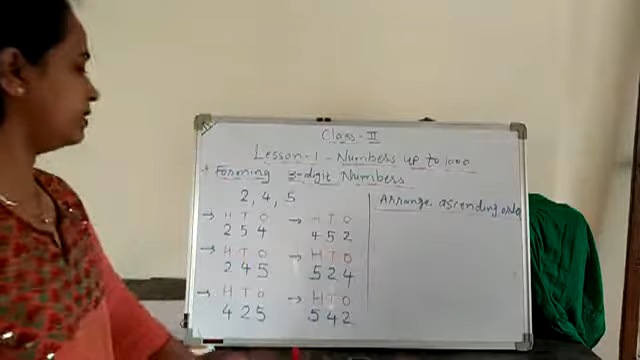 Class - II
Lesson - 1 - Numbers up to 1000
* Forming 3-digit Numbers
2, 4, 5
Arrange ascending order
→ H T O → H T O
2 5 4 4 5 2
→ H T O → H T O
2 4 5 5 2 4
→ H T O → H T O
4 2 5 5 4 2